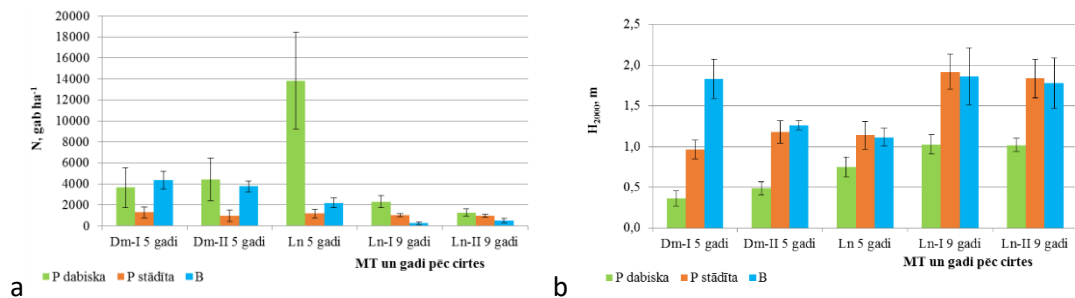 20000
18000
16000
14000
12000
10000
8000
6000
4000
2000
0
N, gab ha⁻¹
Dm-I 5 gadi Dm-II 5 gadi Ln 5 gadi Ln-I 9 gadi Ln-II 9 gadi
MT un gadi pēc cirtes
P dabiska P stādīta B
a
2,5
2,0
1,5
1,0
0,5
0,0
H₂₀₀₀, m
Dm-I 5 gadi Dm-II 5 gadi Ln 5 gadi Ln-I 9 gadi Ln-II 9 gadi
MT un gadi pēc cirtes
P dabiska P stādīta B
b